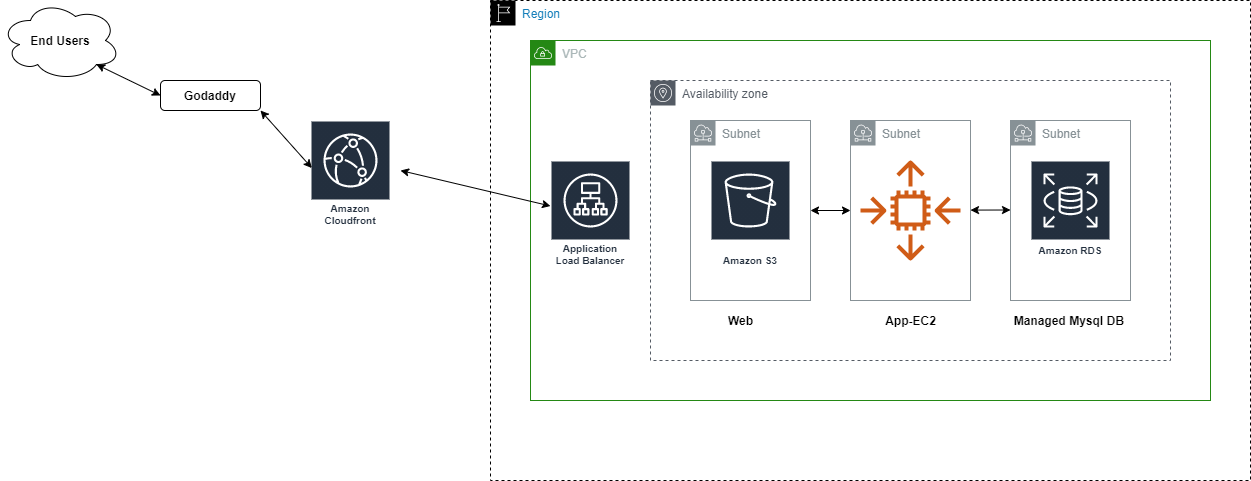 End Users
Godaddy
Amazon
Cloudfront
Region
VPC
Availability zone
Application
Load Balancer
Subnet
Amazon S3
Web
Subnet
App-EC2
Subnet
Amazon RDS
Managed Mysql DB